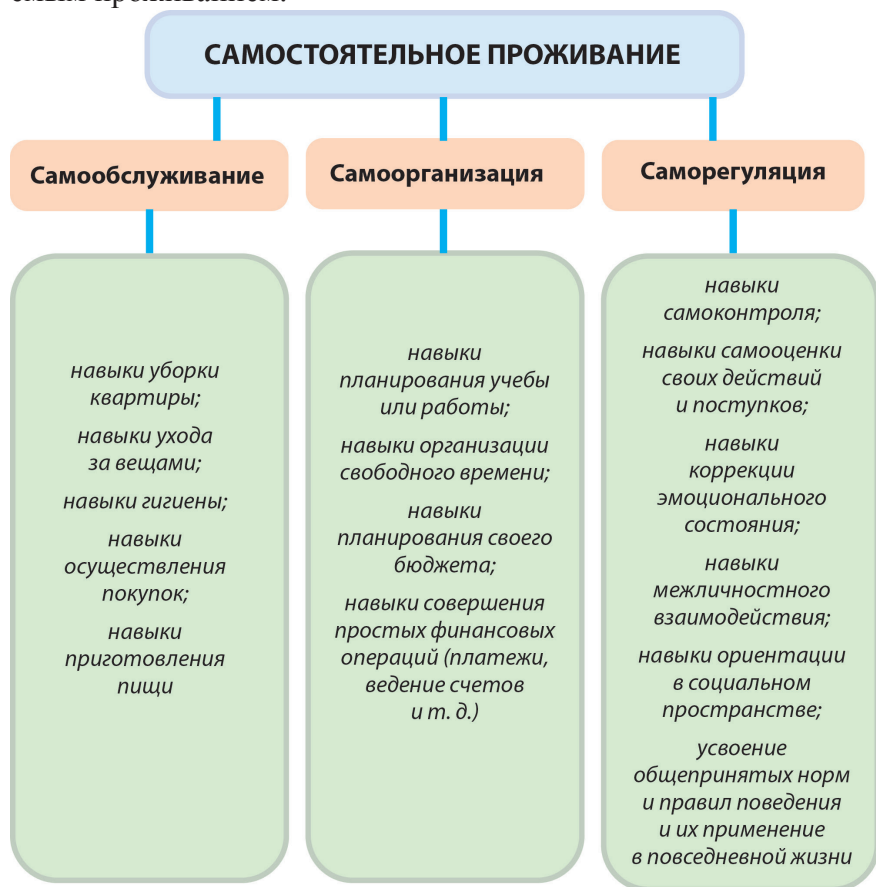 САМОСТОЯТЕЛЬНОЕ ПРОЖИВАНИЕ
Самообслуживание
навыки уборки
квартиры;
навыки ухода
за вещами;
навыки гигиены;
навыки
осуществления
покупок;
навыки
приготовления
пищи
Самоорганизация
навыки
планирования учебы
или работы;
навыки организации
свободного времени;
навыки
планирования своего
бюджета;
навыки совершения
простых финансовых
операций (платежи,
ведение счетов
и т. д.)
Саморегуляция
навыки
самоконтроля;
навыки самооценки
своих действий
и поступков;
навыки
коррекции
эмоционального
состояния;
навыки
межличностного
взаимодействия;
навыки ориентации
в социальном
пространстве;
усвоение
общепринятых норм
и правил поведения
и их применение
в повседневной жизни